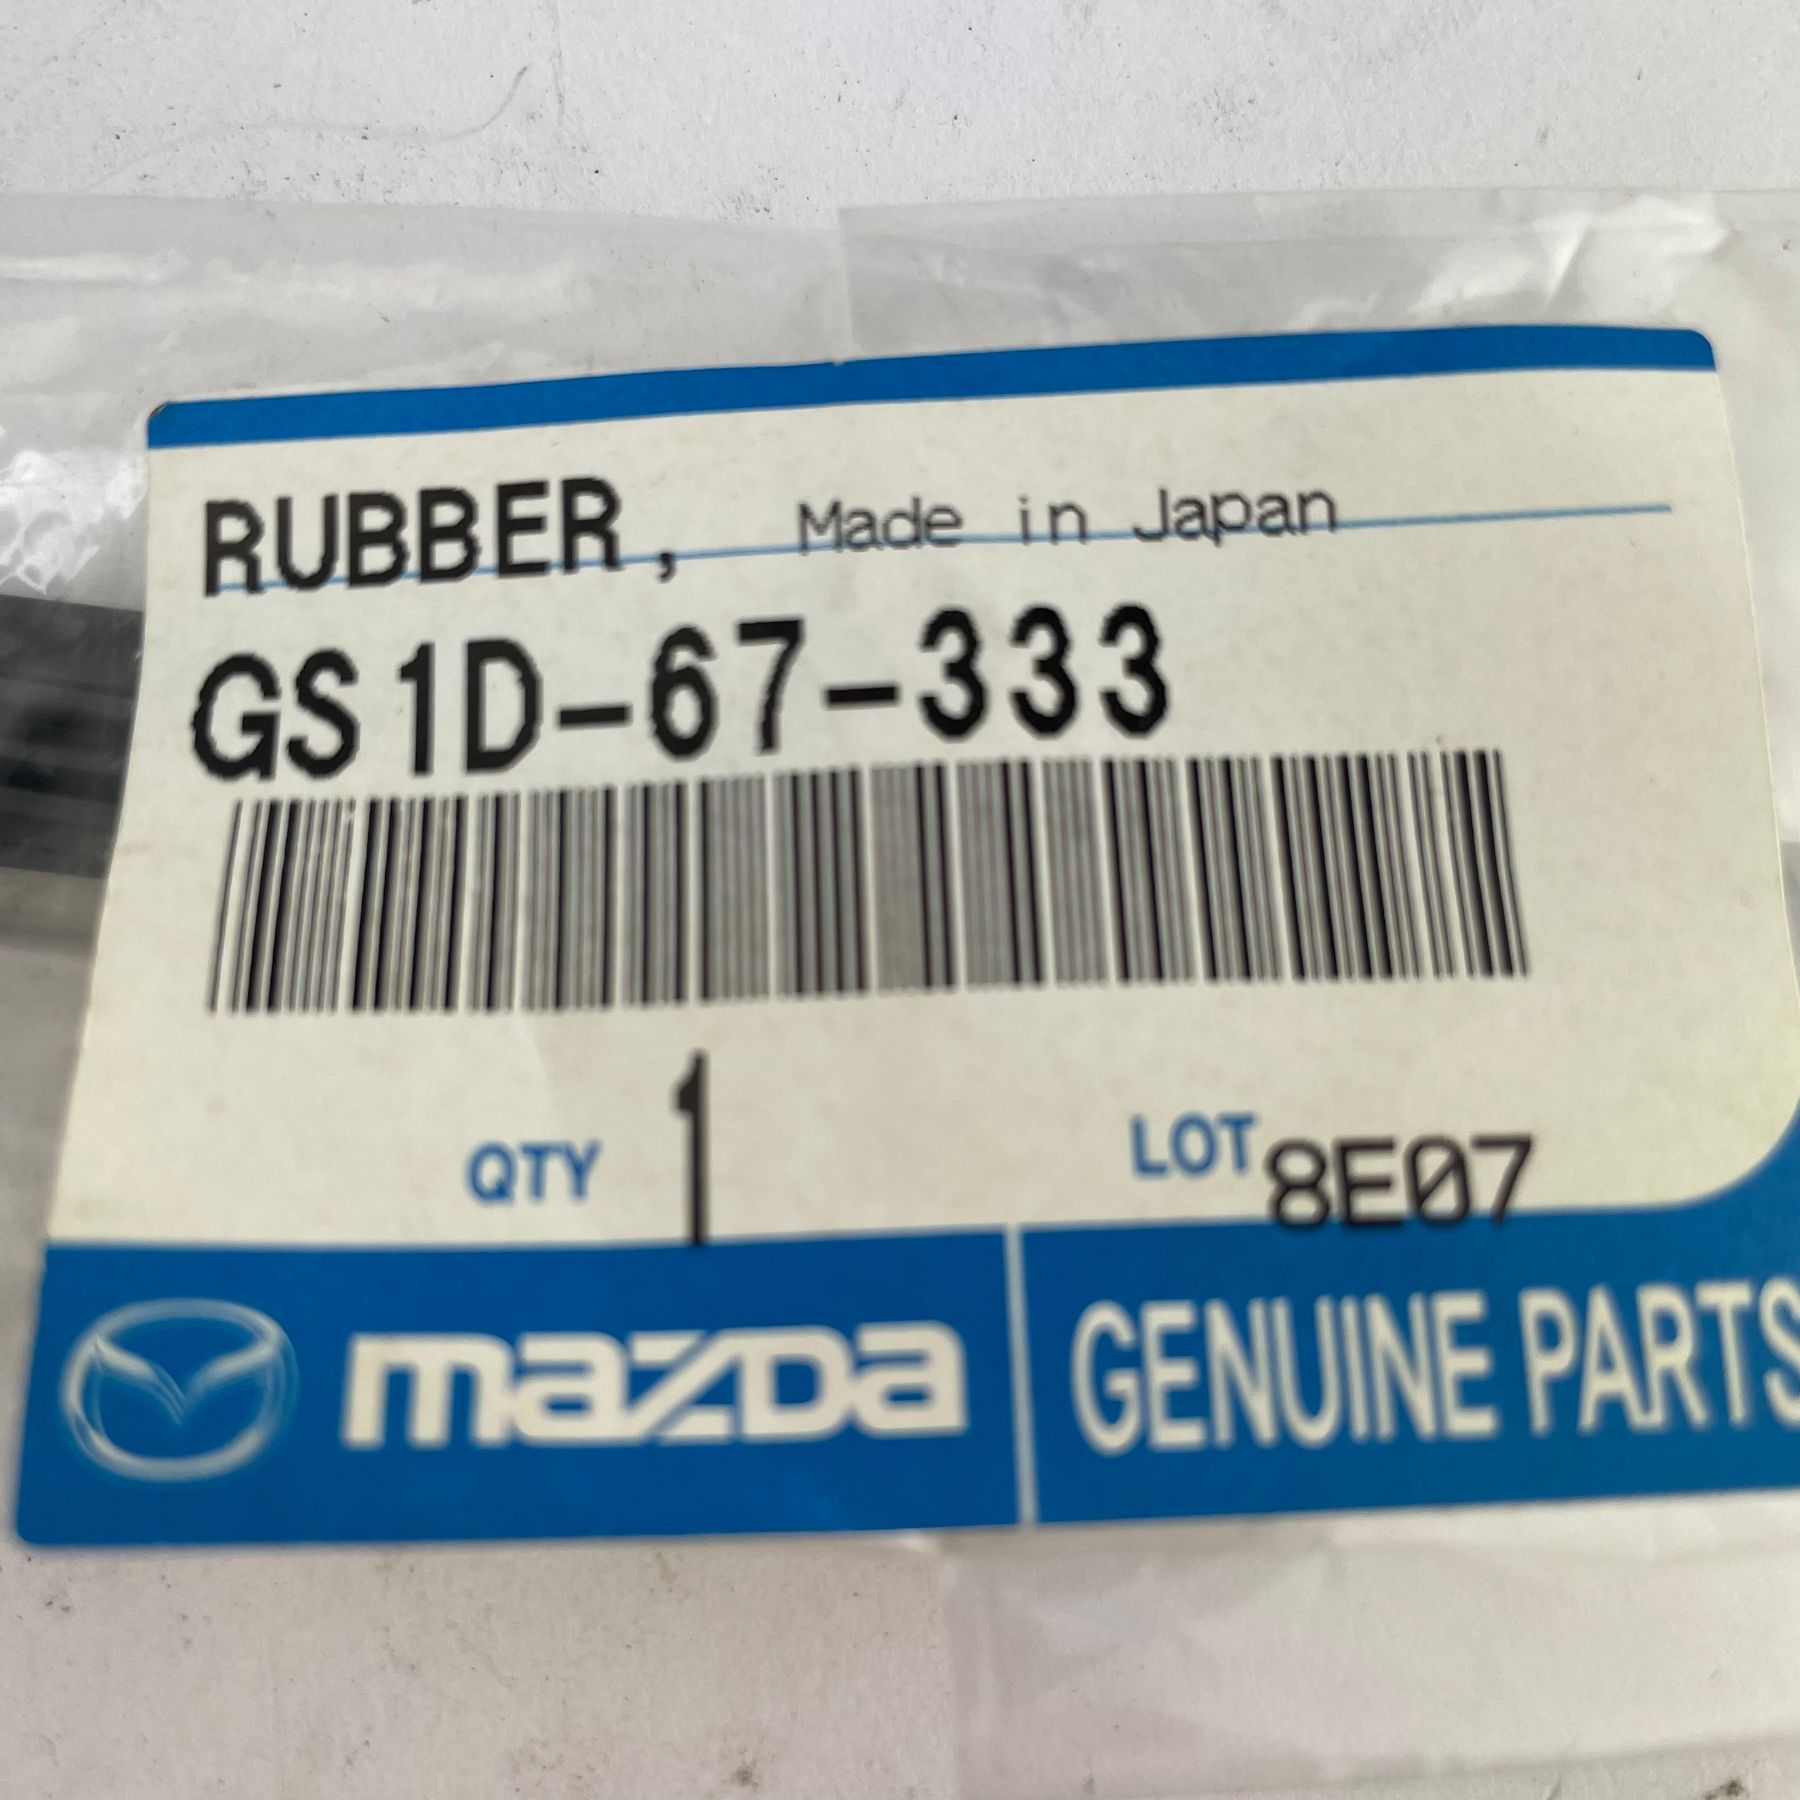 RUBBER, Made in Japan
GS1D-67-333
QTY 1 LOT 8E07
mazda GENUINE PARTS